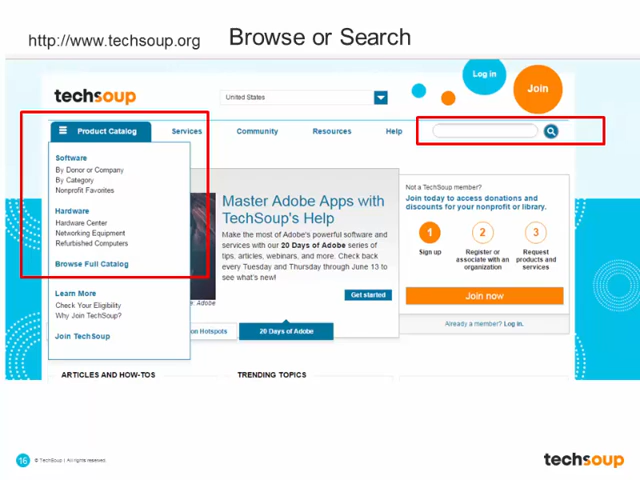 http://www.techsoup.org
Browse or Search
techsoup
United States
Log in
Join
Product Catalog
Services
Community
Resources
Help
Software
By Donor or Company
By Category
Nonprofit Favorites
Hardware
Hardware Center
Networking Equipment
Refurbished Computers
Browse Full Catalog
Learn More
Check Your Eligibility
Why Join TechSoup?
Join TechSoup
Master Adobe Apps with
TechSoup's Help
Make the most of Adobe's powerful software and
services with our 20 Days of Adobe series of
tips, articles, webinars, and more. Check back
every Tuesday and Thursday through June 13 to
see what's new!
Get started
: Adobe
on Hotspots
20 Days of Adobe
Not a TechSoup member?
Join today to access donations and
discounts for your nonprofit or library.
1
2
3
Sign up
Register or
associate with an
organization
Request
products and
services
Join now
Already a member? Log in.
ARTICLES AND HOW-TOS
TRENDING TOPICS
16
© TechSoup | All rights reserved
techsoup